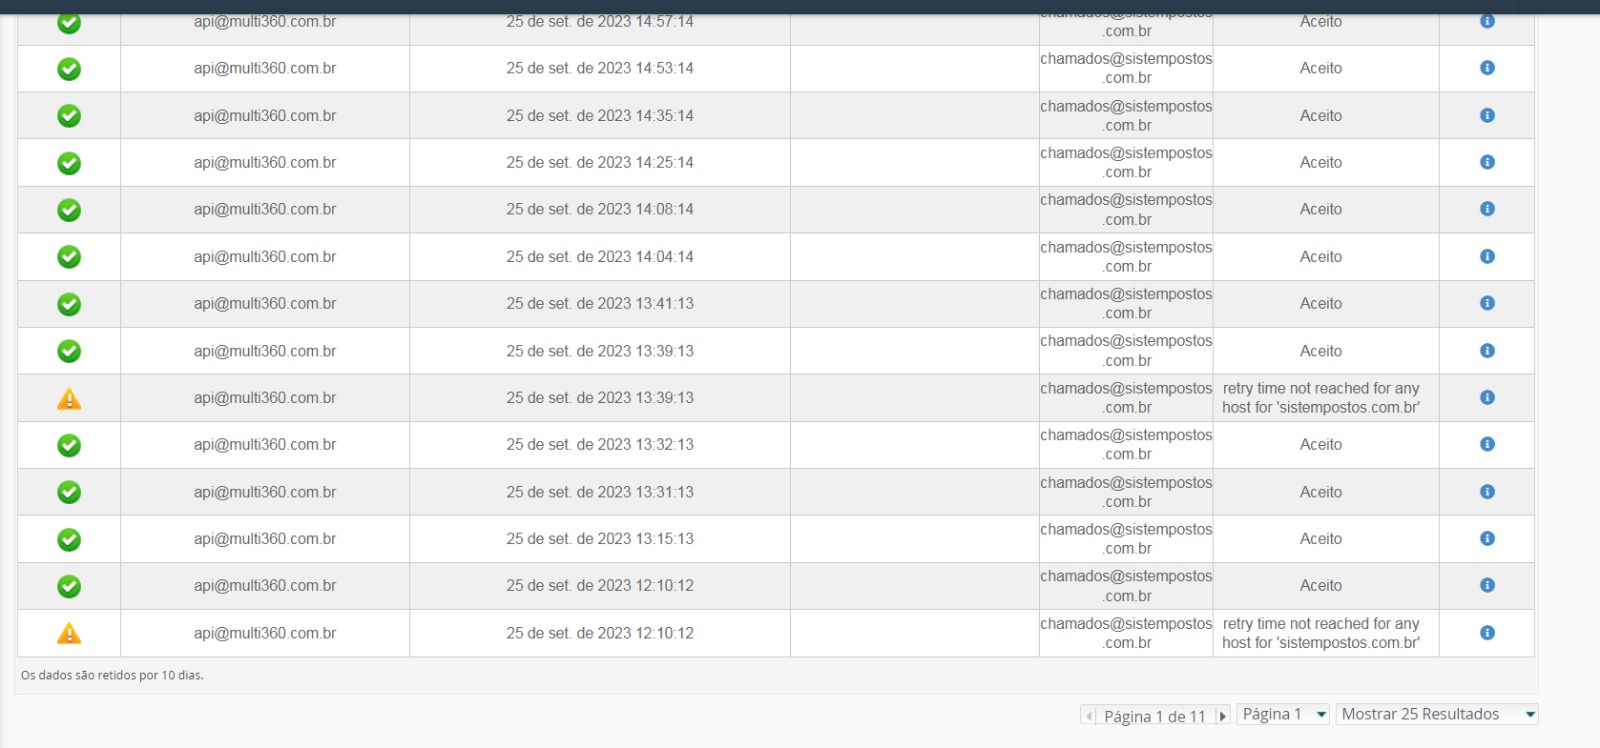 api@multi360.com.br 25 de set. de 2023 14:57:14 chamados@sistempostos Aceito
.com.br
api@multi360.com.br 25 de set. de 2023 14:53:14 chamados@sistempostos Aceito
.com.br
api@multi360.com.br 25 de set. de 2023 14:35:14 chamados@sistempostos Aceito
.com.br
api@multi360.com.br 25 de set. de 2023 14:25:14 chamados@sistempostos Aceito
.com.br
api@multi360.com.br 25 de set. de 2023 14:08:14 chamados@sistempostos Aceito
.com.br
api@multi360.com.br 25 de set. de 2023 14:04:14 chamados@sistempostos Aceito
.com.br
api@multi360.com.br 25 de set. de 2023 13:41:13 chamados@sistempostos Aceito
.com.br
api@multi360.com.br 25 de set. de 2023 13:39:13 chamados@sistempostos Aceito
.com.br
api@multi360.com.br 25 de set. de 2023 13:39:13 chamados@sistempostos retry time not reached for any
.com.br host for 'sistempostos.com.br'
api@multi360.com.br 25 de set. de 2023 13:32:13 chamados@sistempostos Aceito
.com.br
api@multi360.com.br 25 de set. de 2023 13:31:13 chamados@sistempostos Aceito
.com.br
api@multi360.com.br 25 de set. de 2023 13:15:13 chamados@sistempostos Aceito
.com.br
api@multi360.com.br 25 de set. de 2023 12:10:12 chamados@sistempostos Aceito
.com.br
api@multi360.com.br 25 de set. de 2023 12:10:12 chamados@sistempostos retry time not reached for any
.com.br host for 'sistempostos.com.br'
Os dados são retidos por 10 dias.
Página 1 de 11 Página 1 Mostrar 25 Resultados